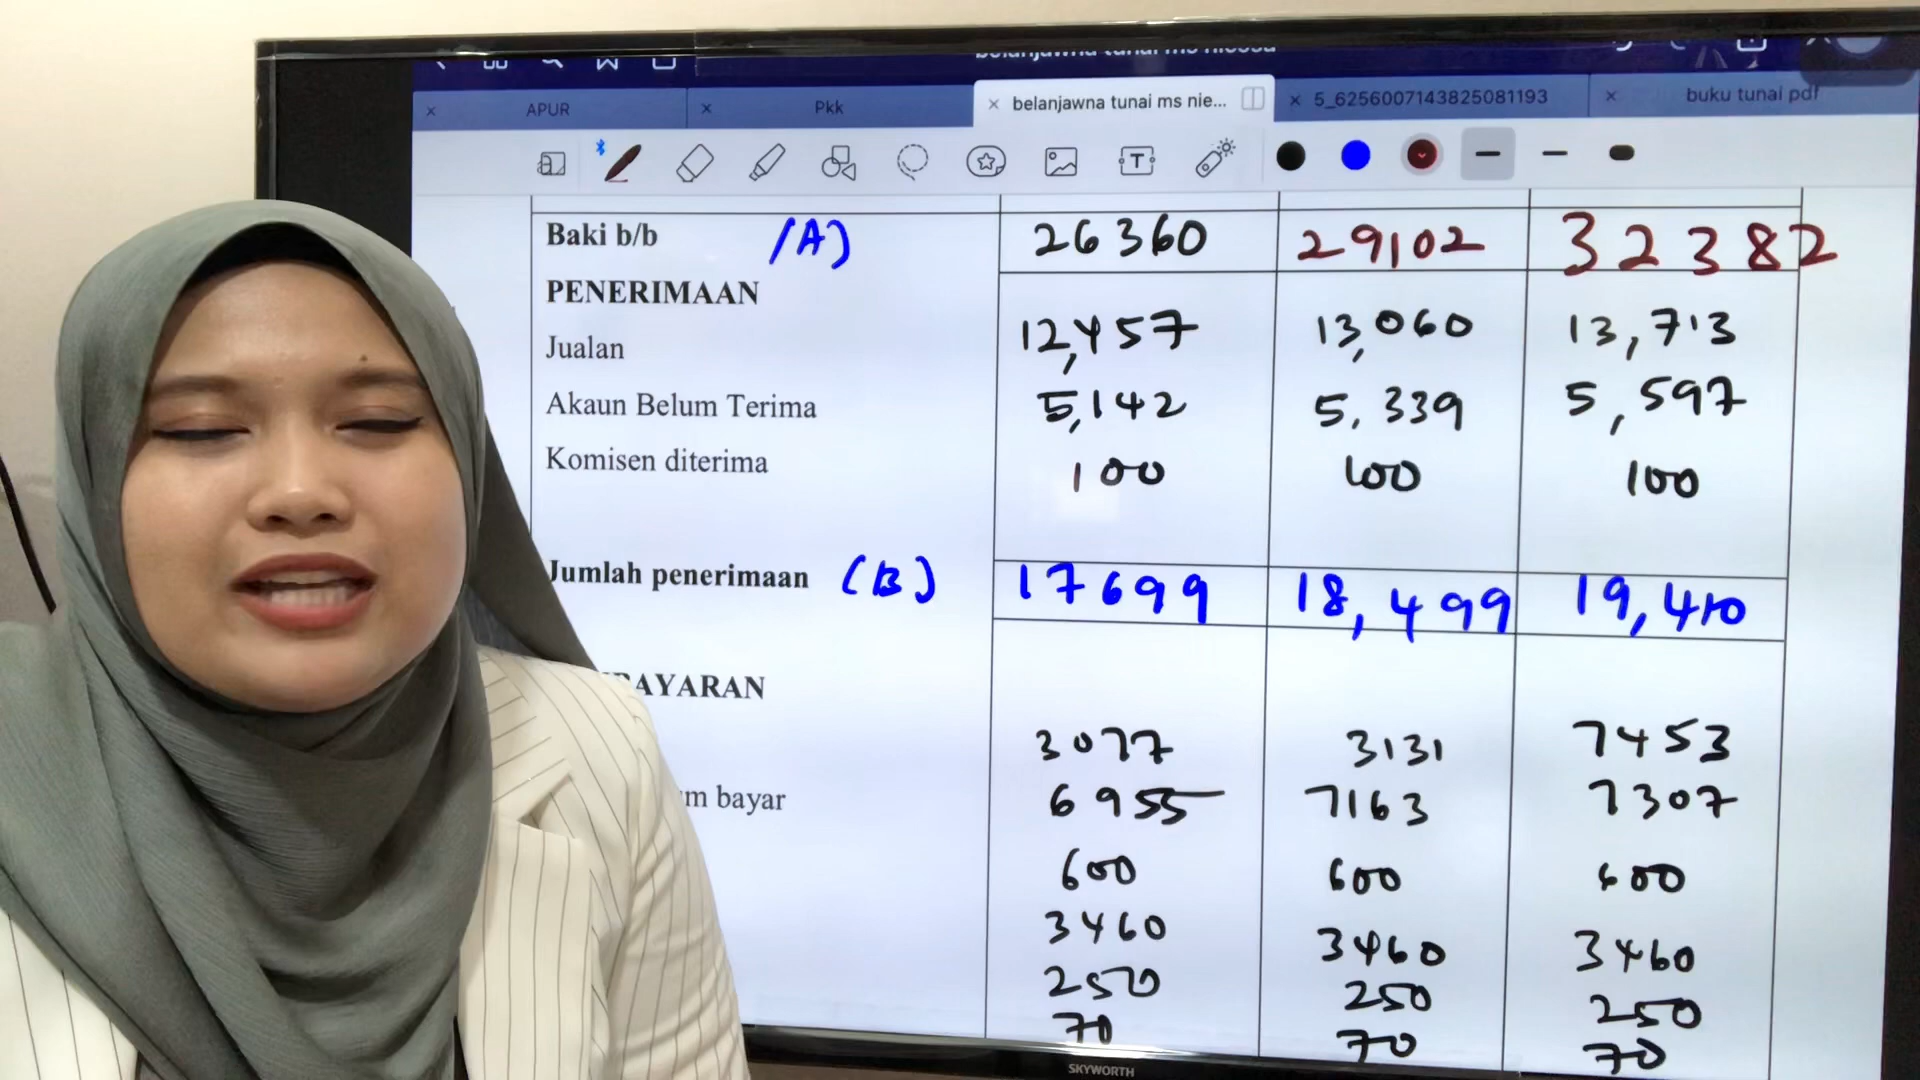 APUR Pkk belanjawna tunai ms nie... 5_6256007143825081193 buku tunai pdf
T
Baki b/b (A) 26360 29102 32382
PENERIMAAN
Jualan 12,457 13,060 13,713
Akaun Belum Terima 5,142 5,339 5,597
Komisen diterima 100 100 100
Jumlah penerimaan (B) 17699 18,499 19,410
BAYARAN
3077 3131 7453
m bayar 6955 7163 7307
600 600 600
3460 3460 3460
250 250 250
70 70 70
SKYWORTH